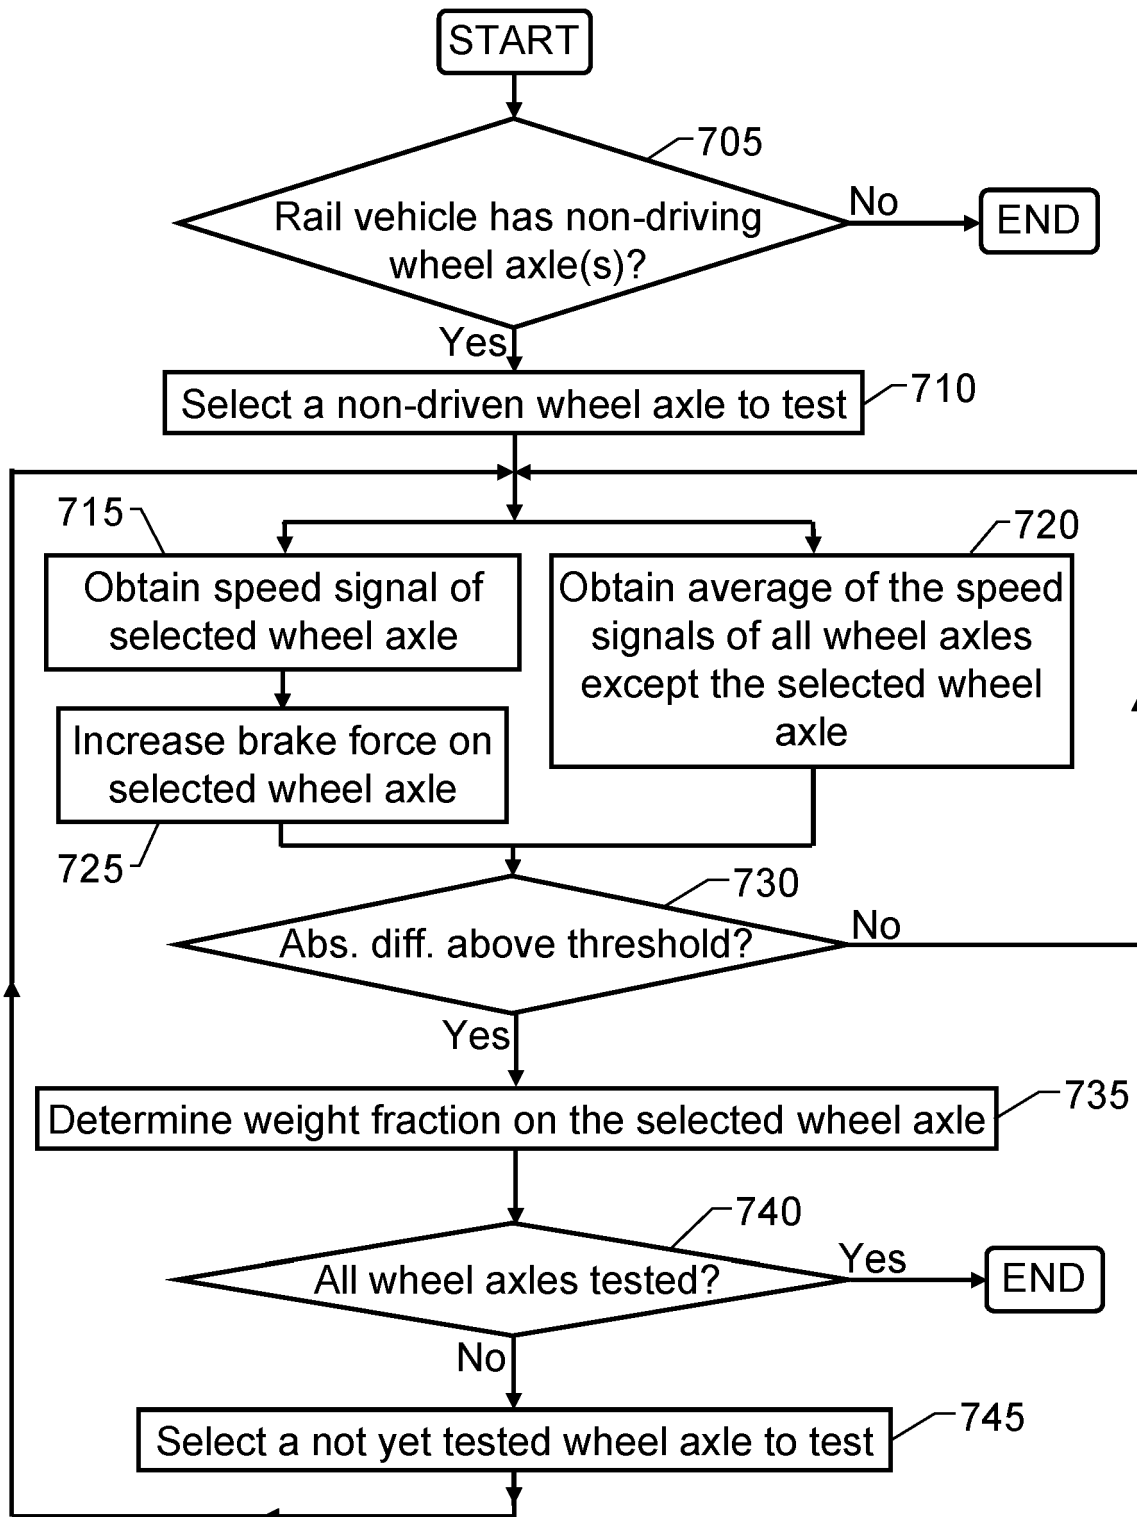 START
705
Rail vehicle has non-driving
wheel axle(s)?
No
END
Yes
Select a non-driven wheel axle to test
710
715
Obtain speed signal of
selected wheel axle
720
Obtain average of the speed
signals of all wheel axles
except the selected wheel
axle
Increase brake force on
selected wheel axle
725
730
Abs. diff. above threshold?
No
Yes
Determine weight fraction on the selected wheel axle
735
740
All wheel axles tested?
Yes
END
No
Select a not yet tested wheel axle to test
745